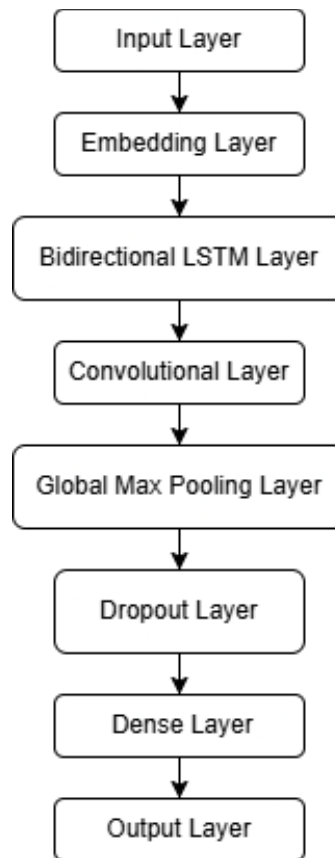 Input Layer
Embedding Layer
Bidirectional LSTM Layer
Convolutional Layer
Global Max Pooling Layer
Dropout Layer
Dense Layer
Output Layer